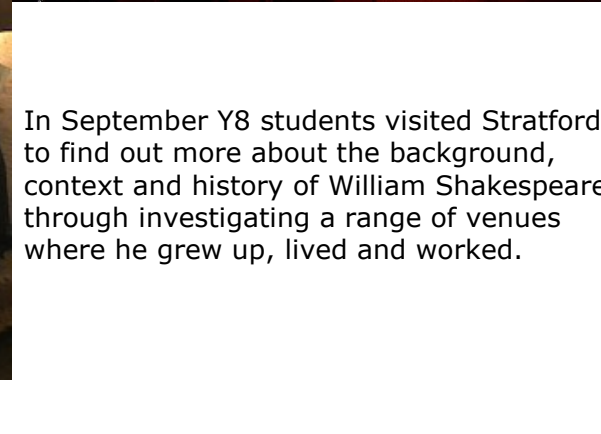 In September Y8 students visited Stratford
to find out more about the background,
context and history of William Shakespeare
through investigating a range of venues
where he grew up, lived and worked.